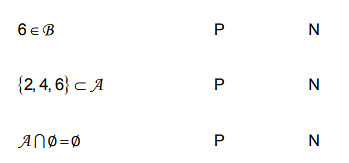 6 ∈ ℬ P N
{2, 4, 6} ⊂ 𝒜 P N
𝒜 ⋂ ∅ = ∅ P N